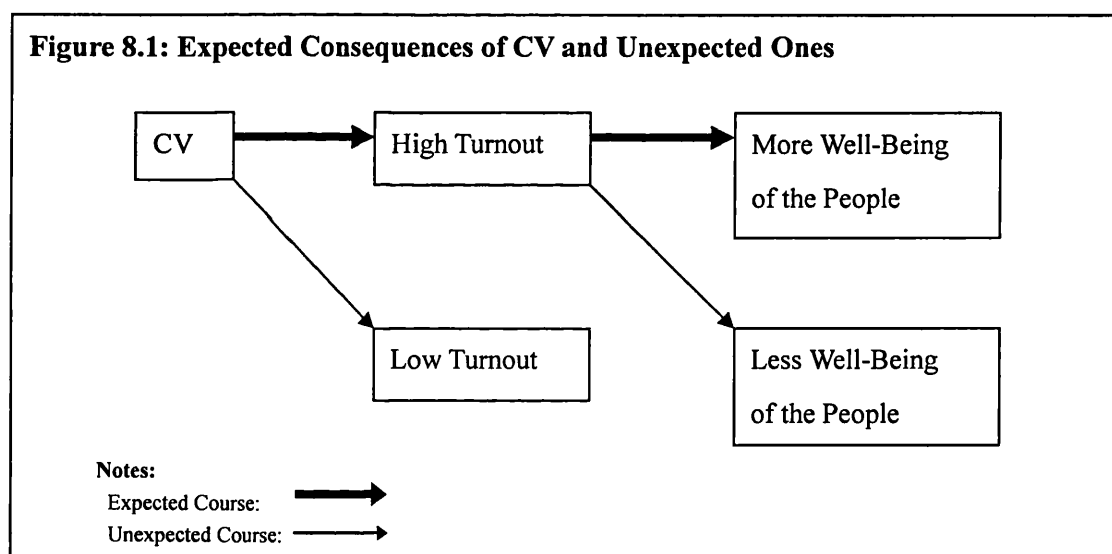 Figure 8.1: Expected Consequences of CV and Unexpected Ones
CV
High Turnout
More Well-Being
of the People
Low Turnout
Less Well-Being
of the People
Notes:
Expected Course:
Unexpected Course: